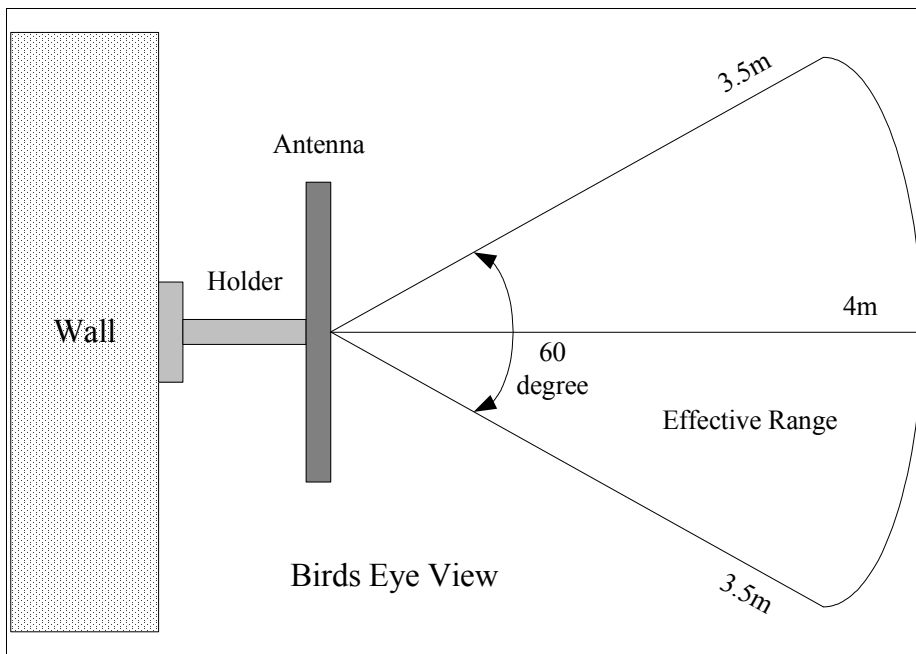 3.5m
Antenna
Holder
Wall
4m
60
degree
Effective Range
Birds Eye View
3.5m